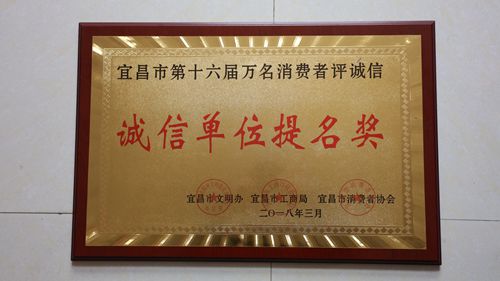 宜昌市第十六届万名消费者评诚信
诚信单位提名奖
宜昌市文明办 宜昌市工商局 宜昌市消费者协会
二〇一八年三月